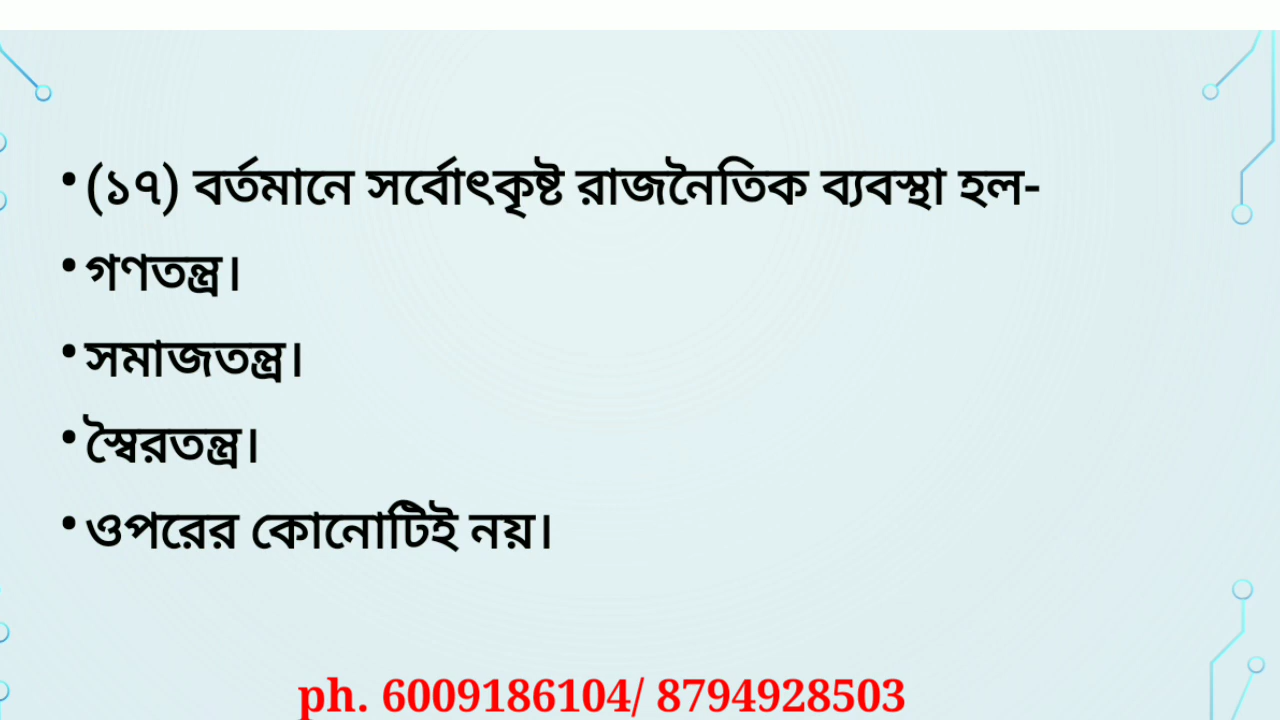 • (১৭) বর্তমানে সর্বোৎকৃষ্ট রাজনৈতিক ব্যবস্থা হল-
• গণতন্ত্র।
• সমাজতন্ত্র।
• স্বৈরতন্ত্র।
• ওপরের কোনোটিই নয়।
ph. 6009186104/ 8794928503